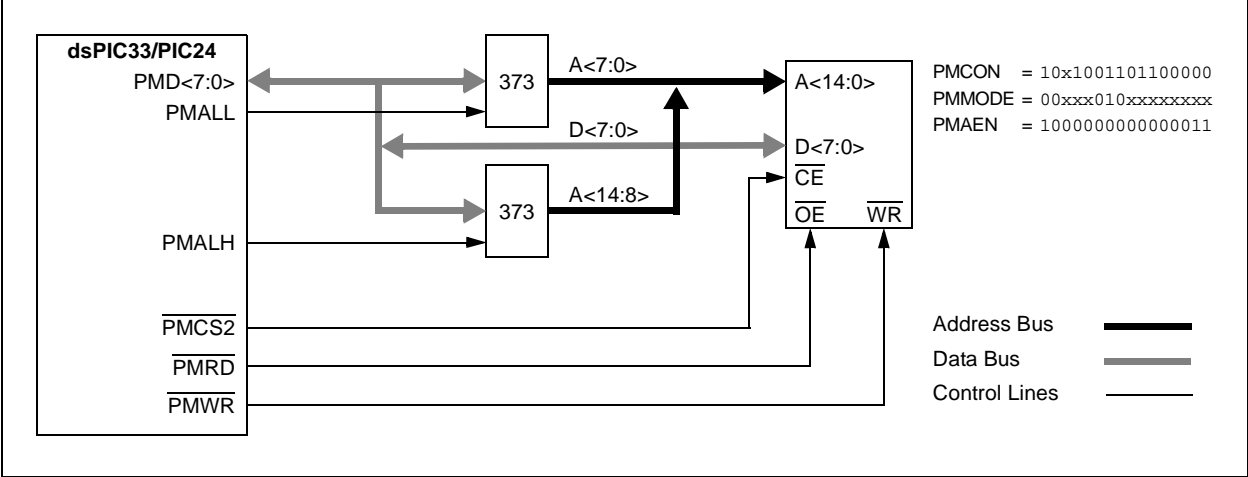 dsPIC33/PIC24
PMD<7:0>
PMALL
PMALH
PMCS2
PMRD
PMWR
373
A<7:0>
D<7:0>
373
A<14:8>
A<14:0>
D<7:0>
CE
OE WR
PMCON = 10x1001101100000
PMMODE = 00xxx010xxxxxxxx
PMAEN = 1000000000000011
Address Bus
Data Bus
Control Lines